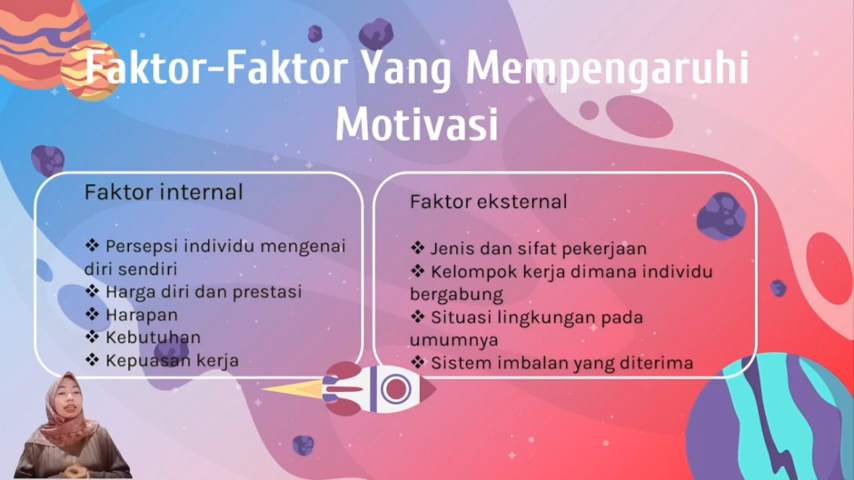 Faktor-Faktor Yang Mempengaruhi
Motivasi
Faktor internal
❖ Persepsi individu mengenai
diri sendiri
❖ Harga diri dan prestasi
❖ Harapan
❖ Kebutuhan
❖ Kepuasan kerja
Faktor eksternal
❖ Jenis dan sifat pekerjaan
❖ Kelompok kerja dimana individu
bergabung
❖ Situasi lingkungan pada
umumnya
❖ Sistem imbalan yang diterima